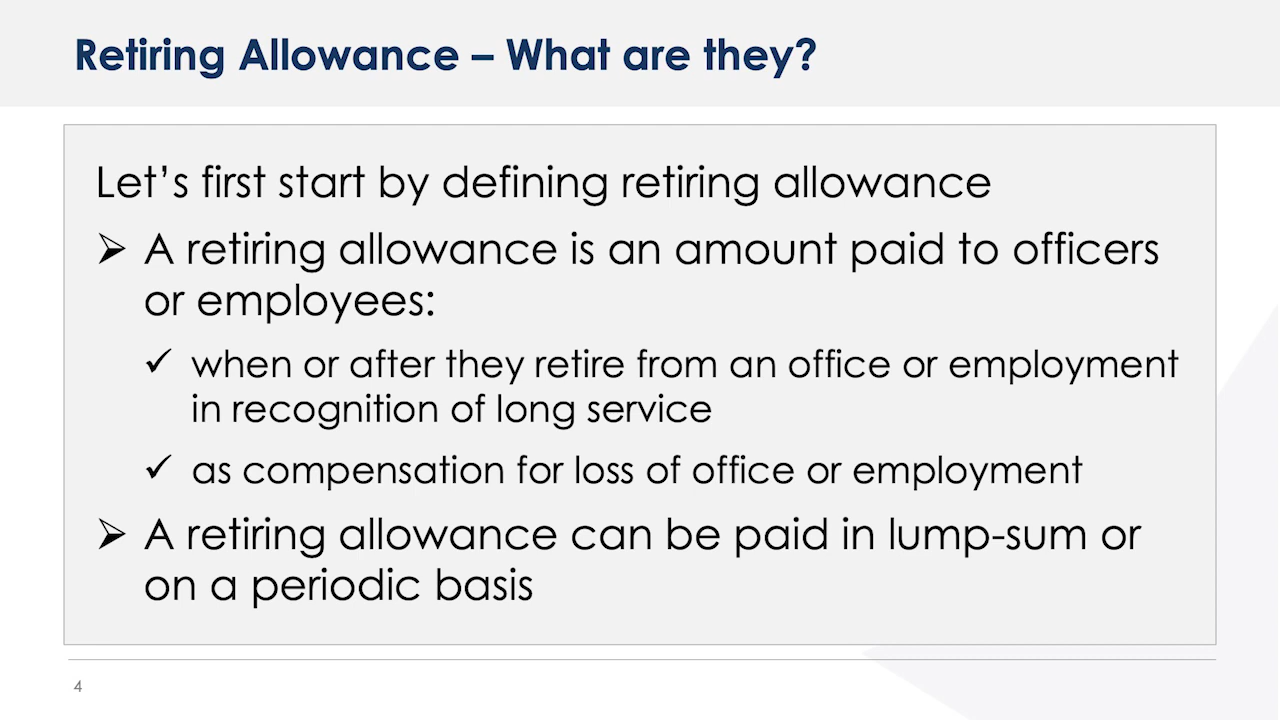 Retiring Allowance – What are they?
Let’s first start by defining retiring allowance
➢ A retiring allowance is an amount paid to officers
or employees:
✓ when or after they retire from an office or employment
in recognition of long service
✓ as compensation for loss of office or employment
➢ A retiring allowance can be paid in lump-sum or
on a periodic basis
4